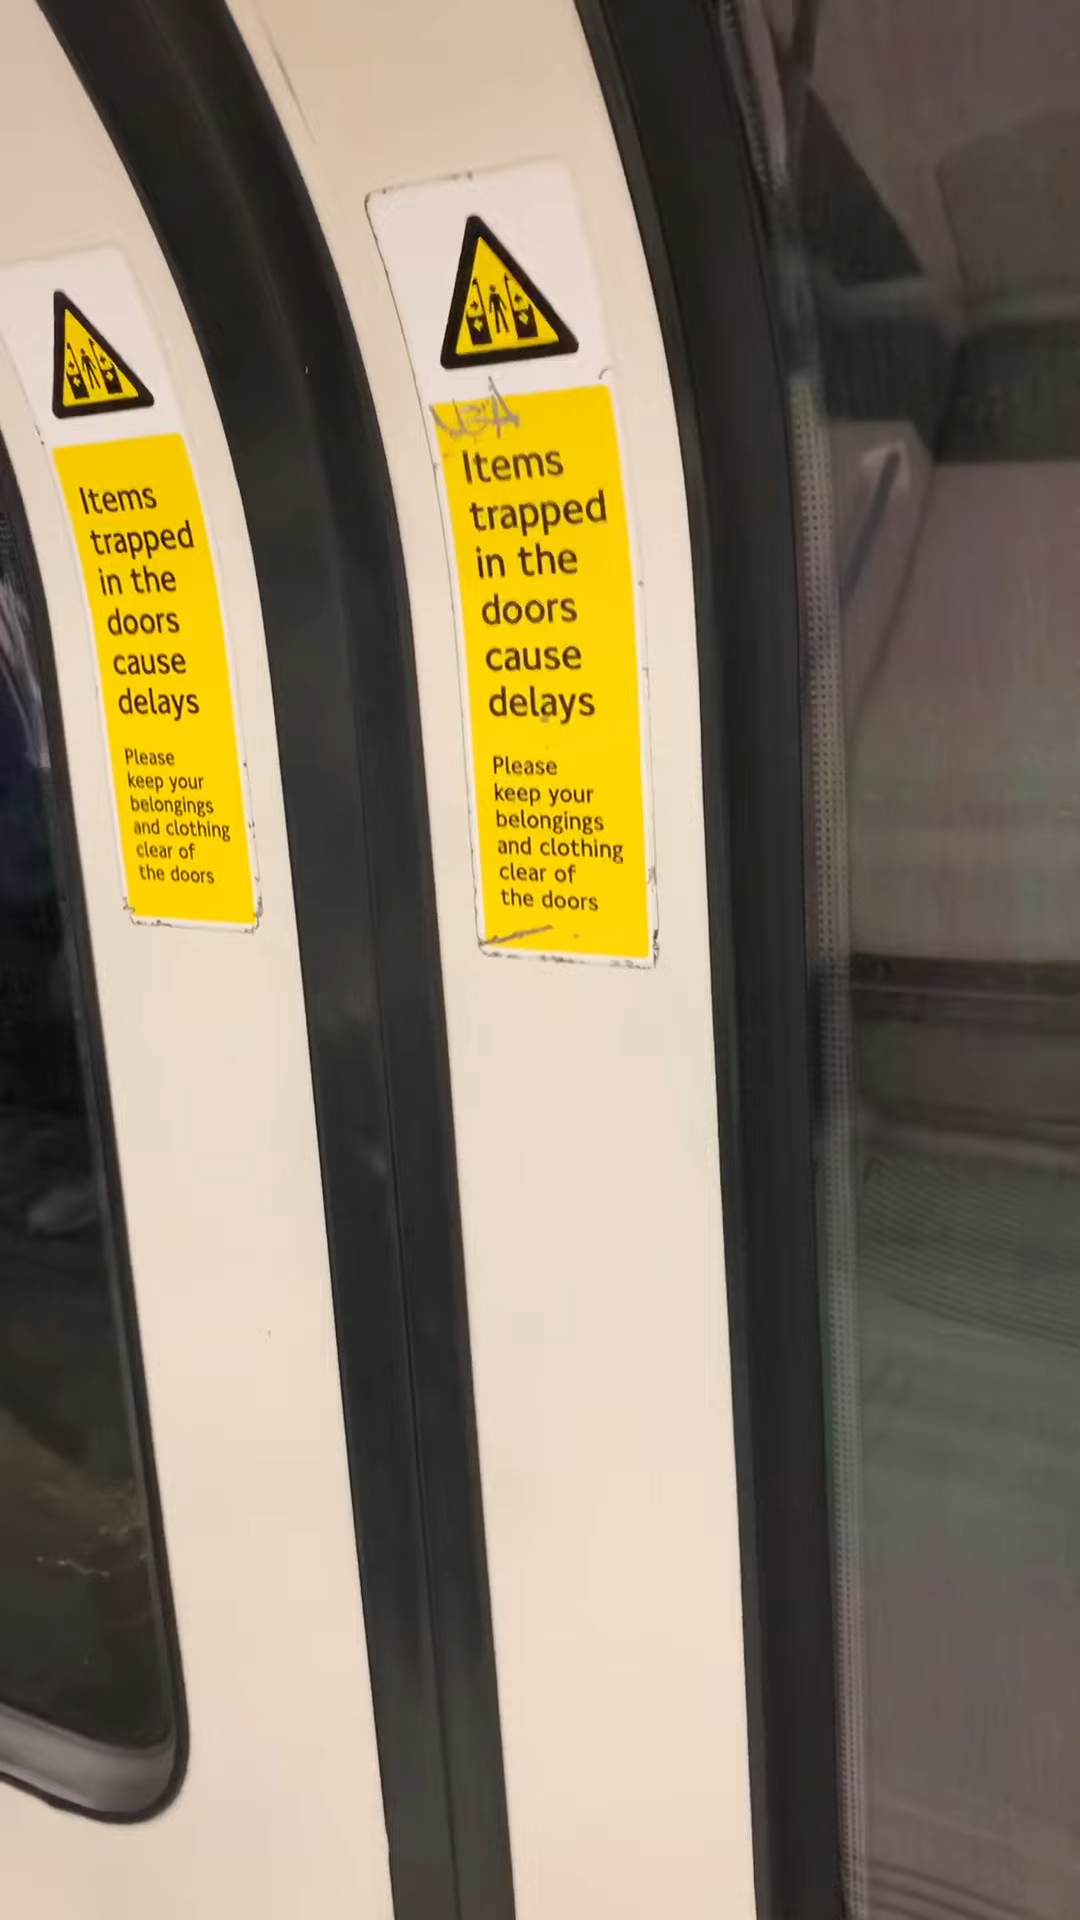 Items
trapped
in the
doors
cause
delays
Please
keep your
belongings
and clothing
clear of
the doors
Items
trapped
in the
doors
cause
delays
Please
keep your
belongings
and clothing
clear of
the doors